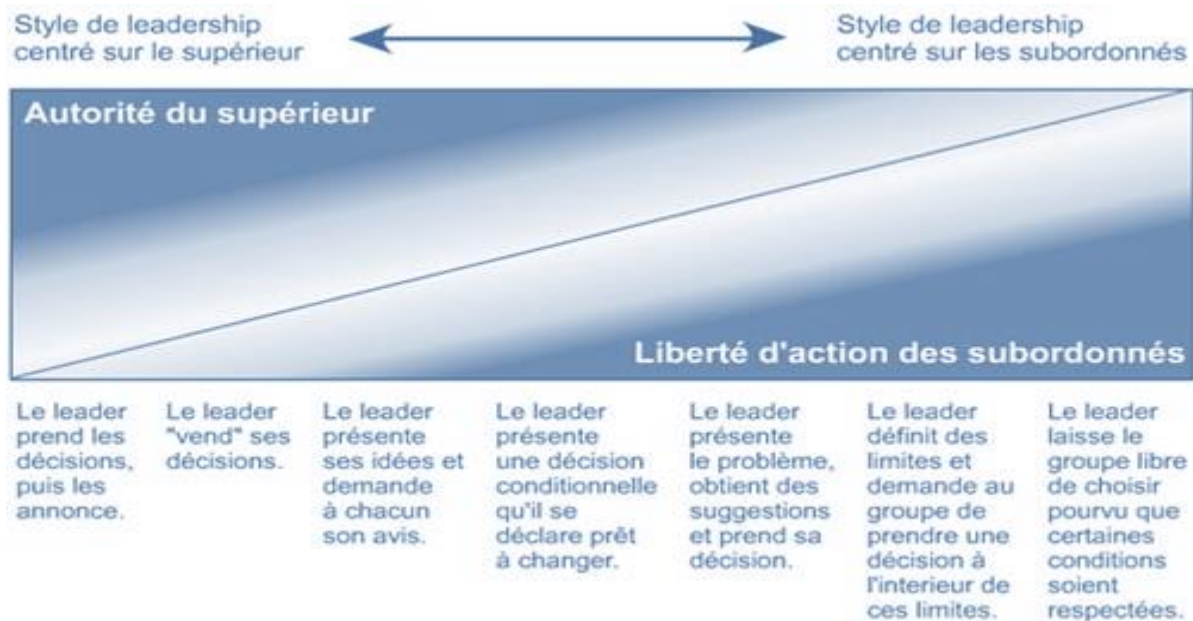 Style de leadership
centré sur le supérieur
Style de leadership
centré sur les subordonnés
Autorité du supérieur
Liberté d'action des subordonnés
Le leader
prend les
décisions,
puis les
annonce.
Le leader
"vend" ses
décisions.
Le leader
présente
ses idées et
demande
à chacun
son avis.
Le leader
présente
une décision
conditionnelle
qu'il se
déclare prêt
à changer.
Le leader
présente
le problème,
obtient des
suggestions
et prend sa
décision.
Le leader
définit des
limites et
demande au
groupe de
prendre une
décision à
l'interieur de
ces limites.
Le leader
laisse le
groupe libre
de choisir
pourvu que
certaines
conditions
soient
respectées.